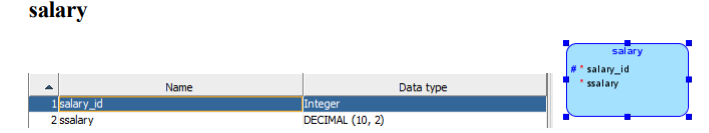 salary
salary
# * salary_id
* ssalary
Name Data type
1 salary_id Integer
2 ssalary DECIMAL (10, 2)